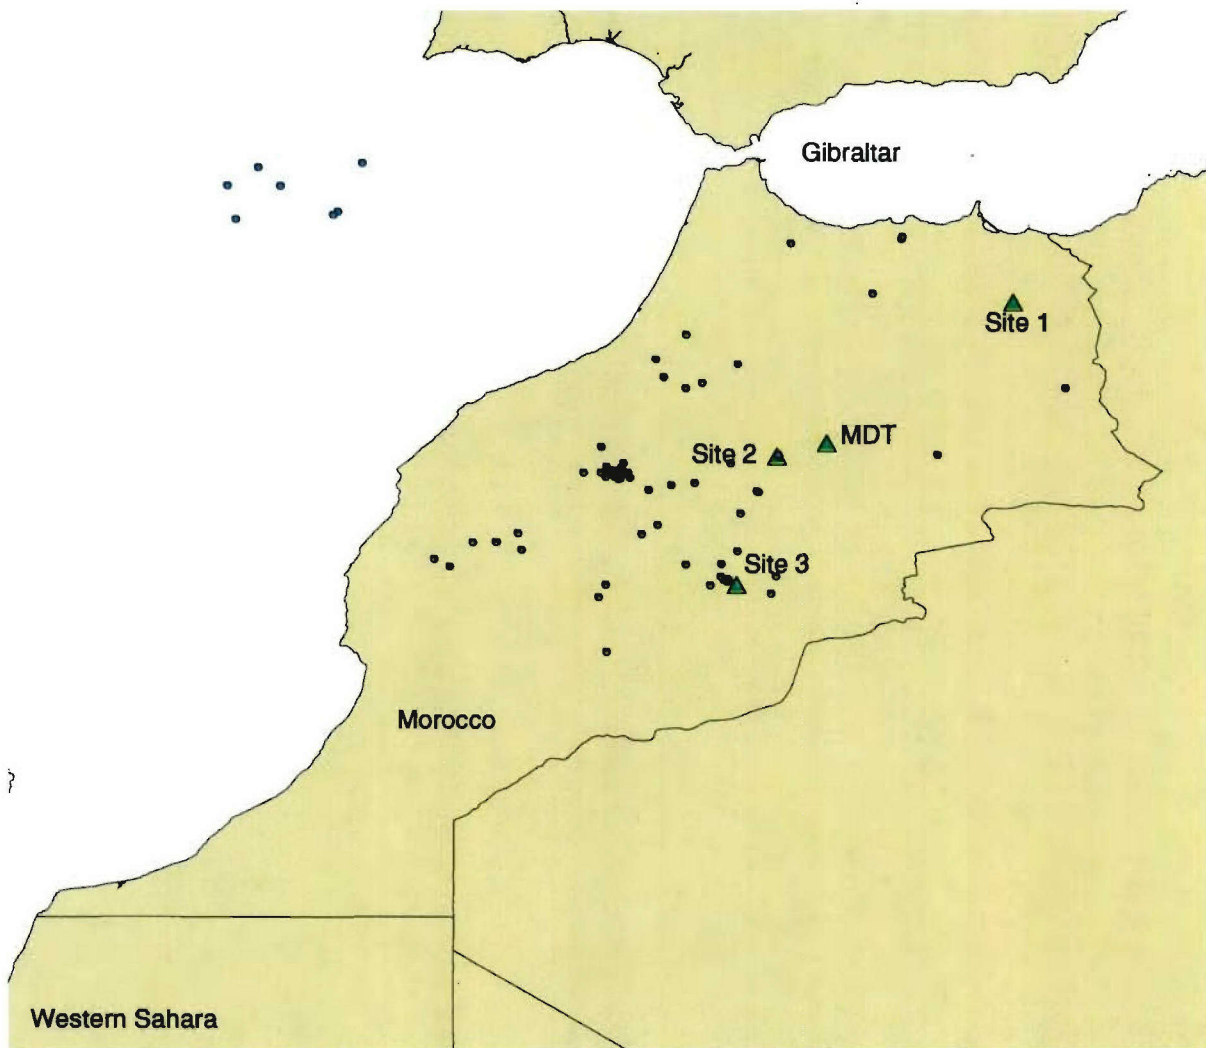 Gibraltar
Site 1
MDT
Site 2
Site 3
Morocco
Western Sahara